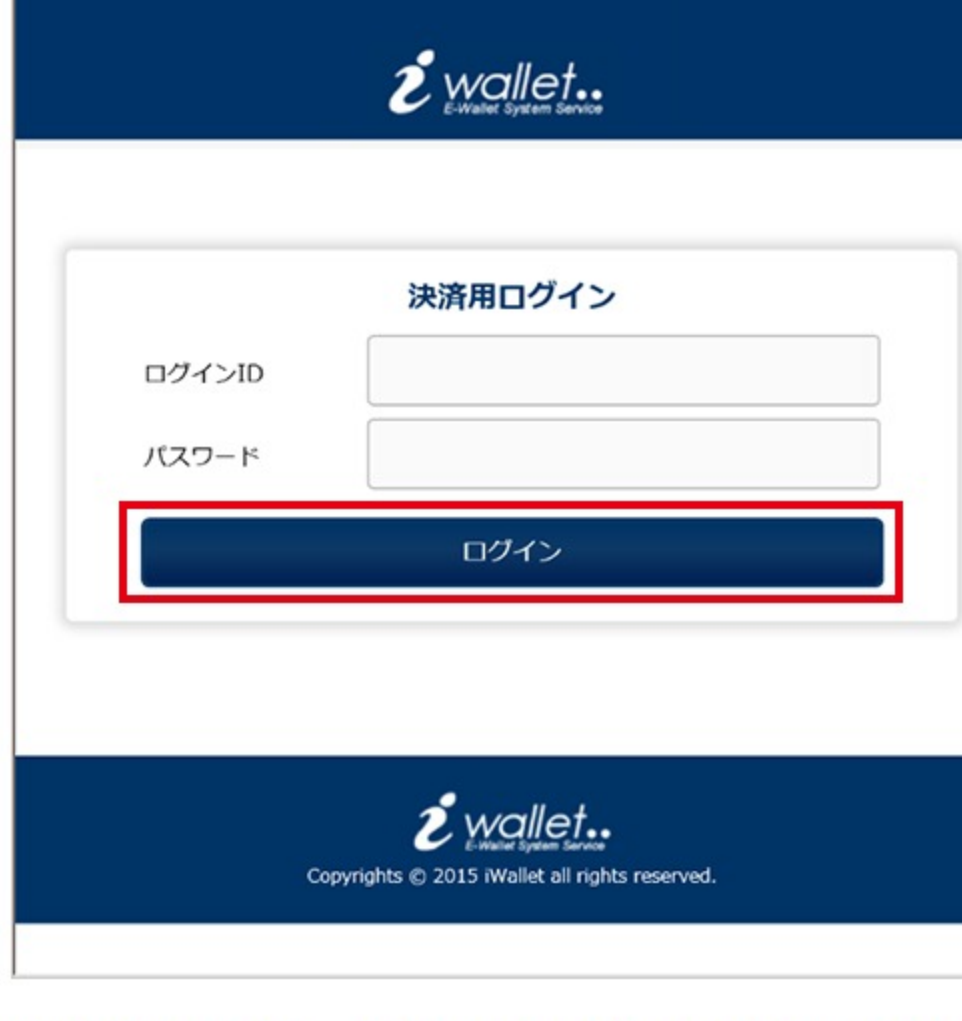 i wallet..
E-Wallet System Service
決済用ログイン
ログインID
パスワード
ログイン
i wallet..
E-Wallet System Service
Copyrights © 2015 iWallet all rights reserved.